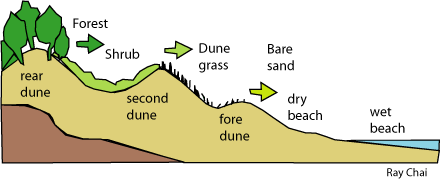 Forest
Shrub
Dune
grass
Bare
sand
rear
dune
second
dune
fore
dune
dry
beach
wet
beach
Ray Chai